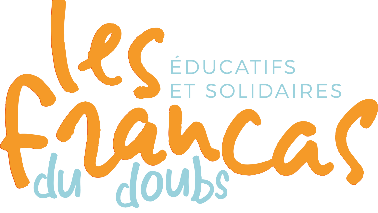 les
ÉDUCATIFS
ET SOLIDAIRES
francas
du doubs